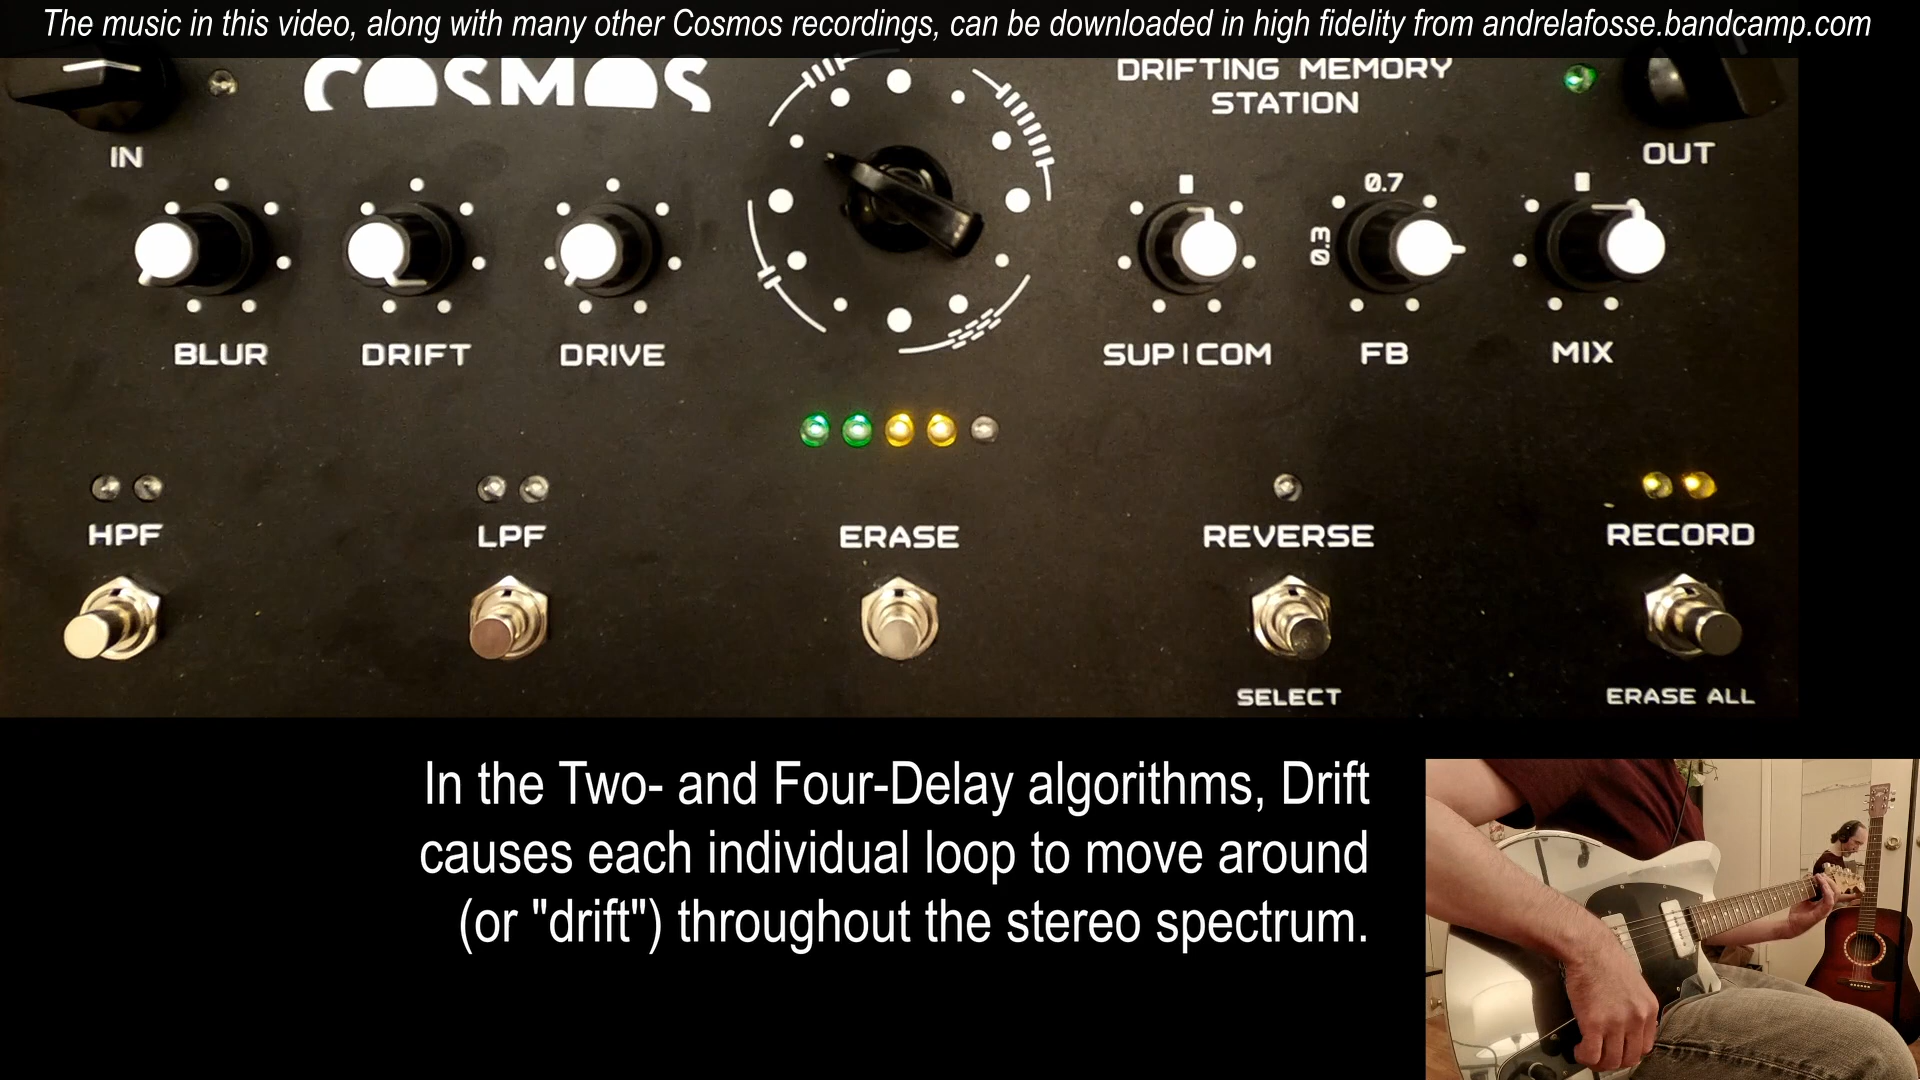 The music in this video, along with many other Cosmos recordings, can be downloaded in high fidelity from andrelafosse.bandcamp.com
COSMOS
DRIFTING MEMORY
STATION
IN
OUT
0.7
0.3
BLUR
DRIFT
DRIVE
SUP|COM
FB
MIX
HPF
LPF
ERASE
REVERSE
RECORD
SELECT
ERASE ALL
In the Two- and Four-Delay algorithms, Drift
causes each individual loop to move around
(or "drift") throughout the stereo spectrum.